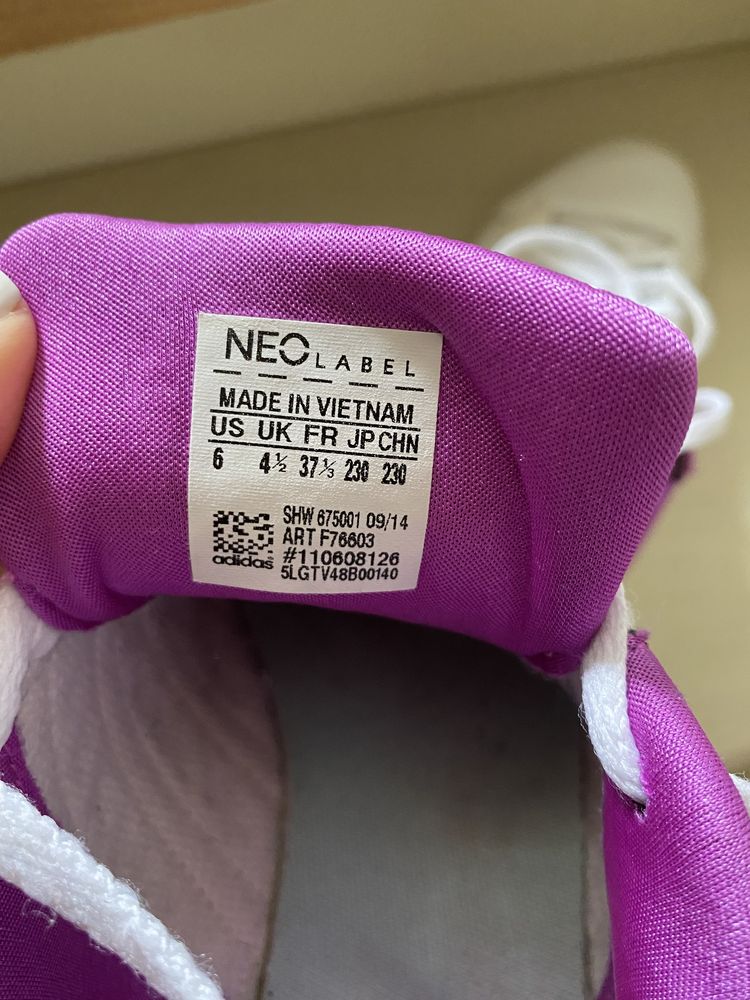 NEO LABEL
MADE IN VIETNAM
US UK FR JP CHN
6 4½ 37⅓ 230 230
SHW 675001 09/14
ART F76603
#110608126
adidas
5LGTV48B00140